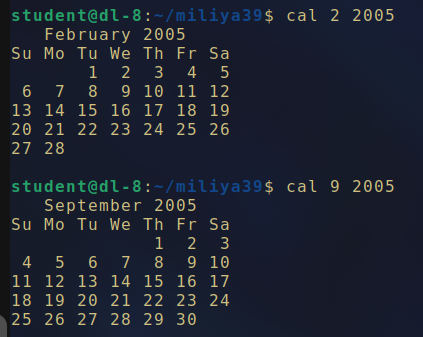 student@dl-8:~/miliya39$ cal 2 2005
   February 2005
Su Mo Tu We Th Fr Sa
       1  2  3  4  5
 6  7  8  9 10 11 12
13 14 15 16 17 18 19
20 21 22 23 24 25 26
27 28
student@dl-8:~/miliya39$ cal 9 2005
   September 2005
Su Mo Tu We Th Fr Sa
             1  2  3
 4  5  6  7  8  9 10
11 12 13 14 15 16 17
18 19 20 21 22 23 24
25 26 27 28 29 30